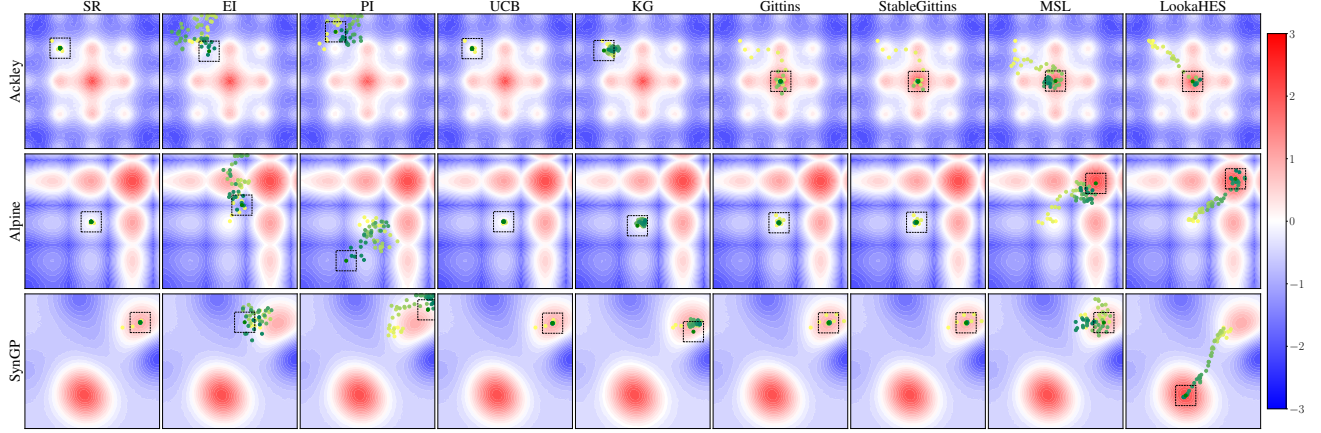 SR EI PI UCB KG Gittins StableGittins MSL LookaHES
Ackley
Alpine
SynGP
3
2
1
0
−1
−2
−3